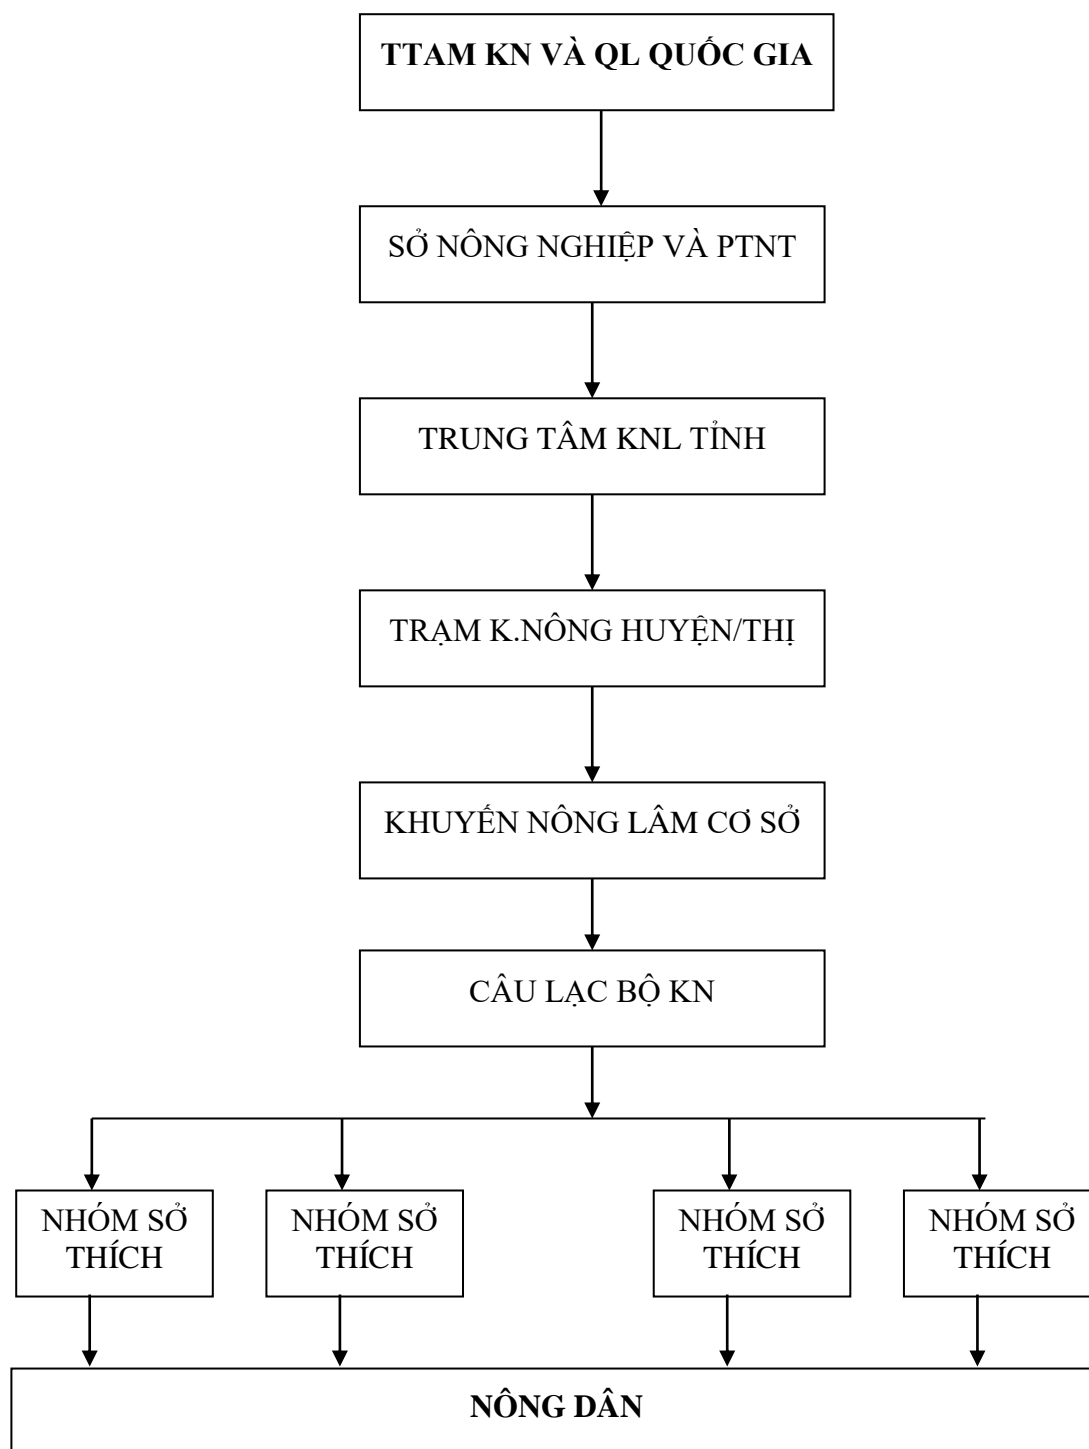 TTAM KN VÀ QL QUỐC GIA
SỞ NÔNG NGHIỆP VÀ PTNT
TRUNG TÂM KNL TỈNH
TRẠM K.NÔNG HUYỆN/THỊ
KHUYẾN NÔNG LÂM CƠ SỞ
CÂU LẠC BỘ KN
NHÓM SỞ
THÍCH
NHÓM SỞ
THÍCH
NHÓM SỞ
THÍCH
NHÓM SỞ
THÍCH
NÔNG DÂN